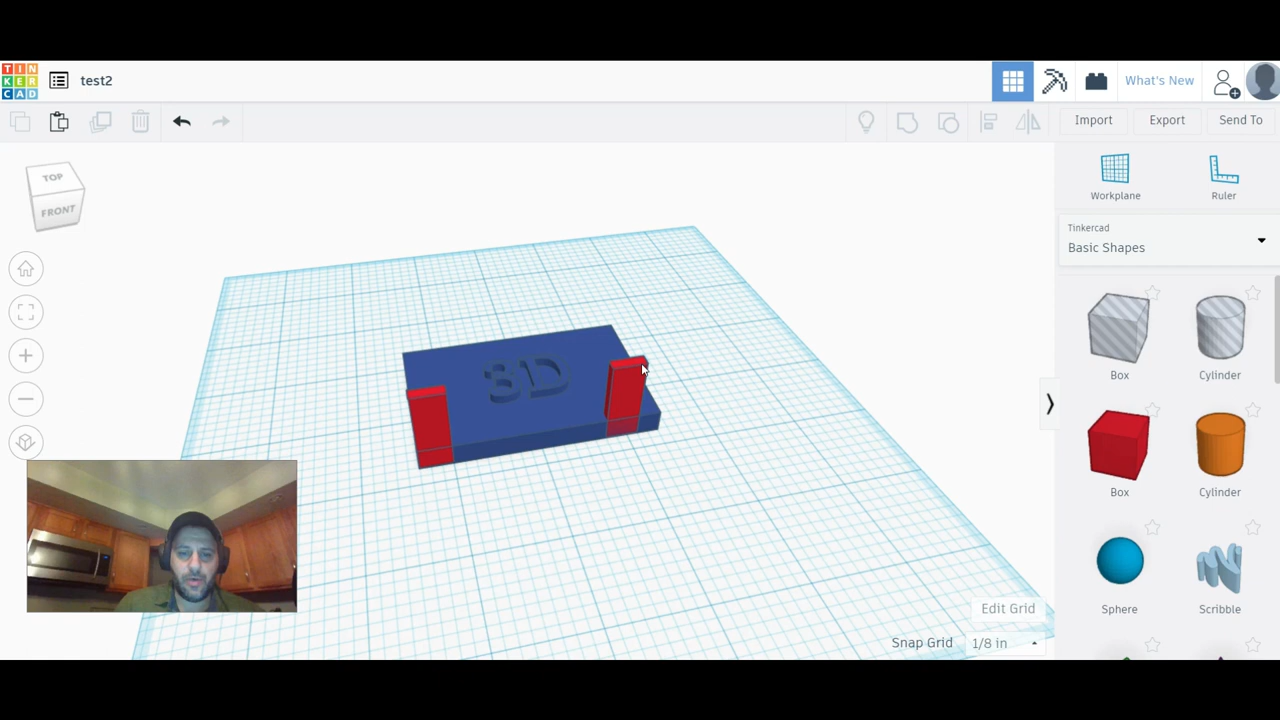 TIN
KER
CAD
test2
What's New
Import
Export
Send To
TOP
FRONT
Workplane
Ruler
Tinkercad
Basic Shapes
3D
Box
Cylinder
Box
Cylinder
Sphere
Scribble
Edit Grid
Snap Grid
1/8 in